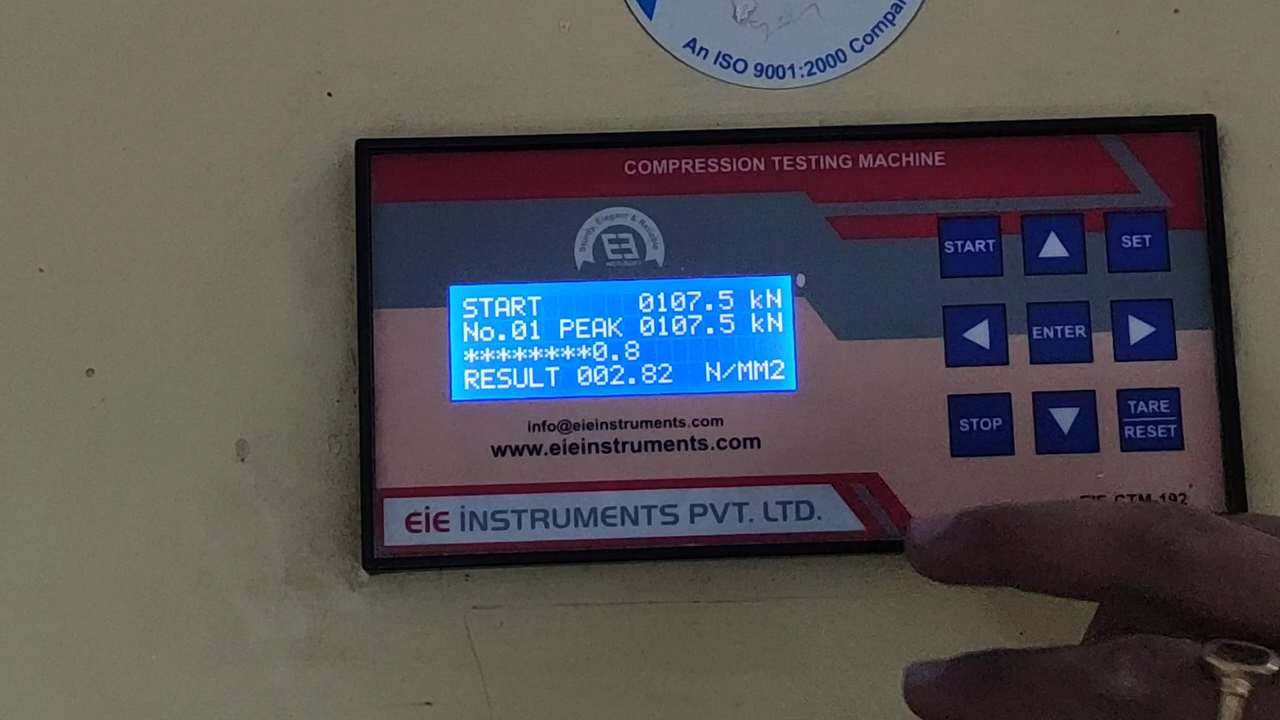 An ISO 9001:2000
COMPRESSION TESTING MACHINE
START
SET
START 0107.5 kN
No.01 PEAK 0107.5 kN
********0.8
RESULT 002.82 N/MM2
ENTER
STOP
TARE
RESET
info@eieinstruments.com
www.eieinstruments.com
EiE INSTRUMENTS PVT. LTD.